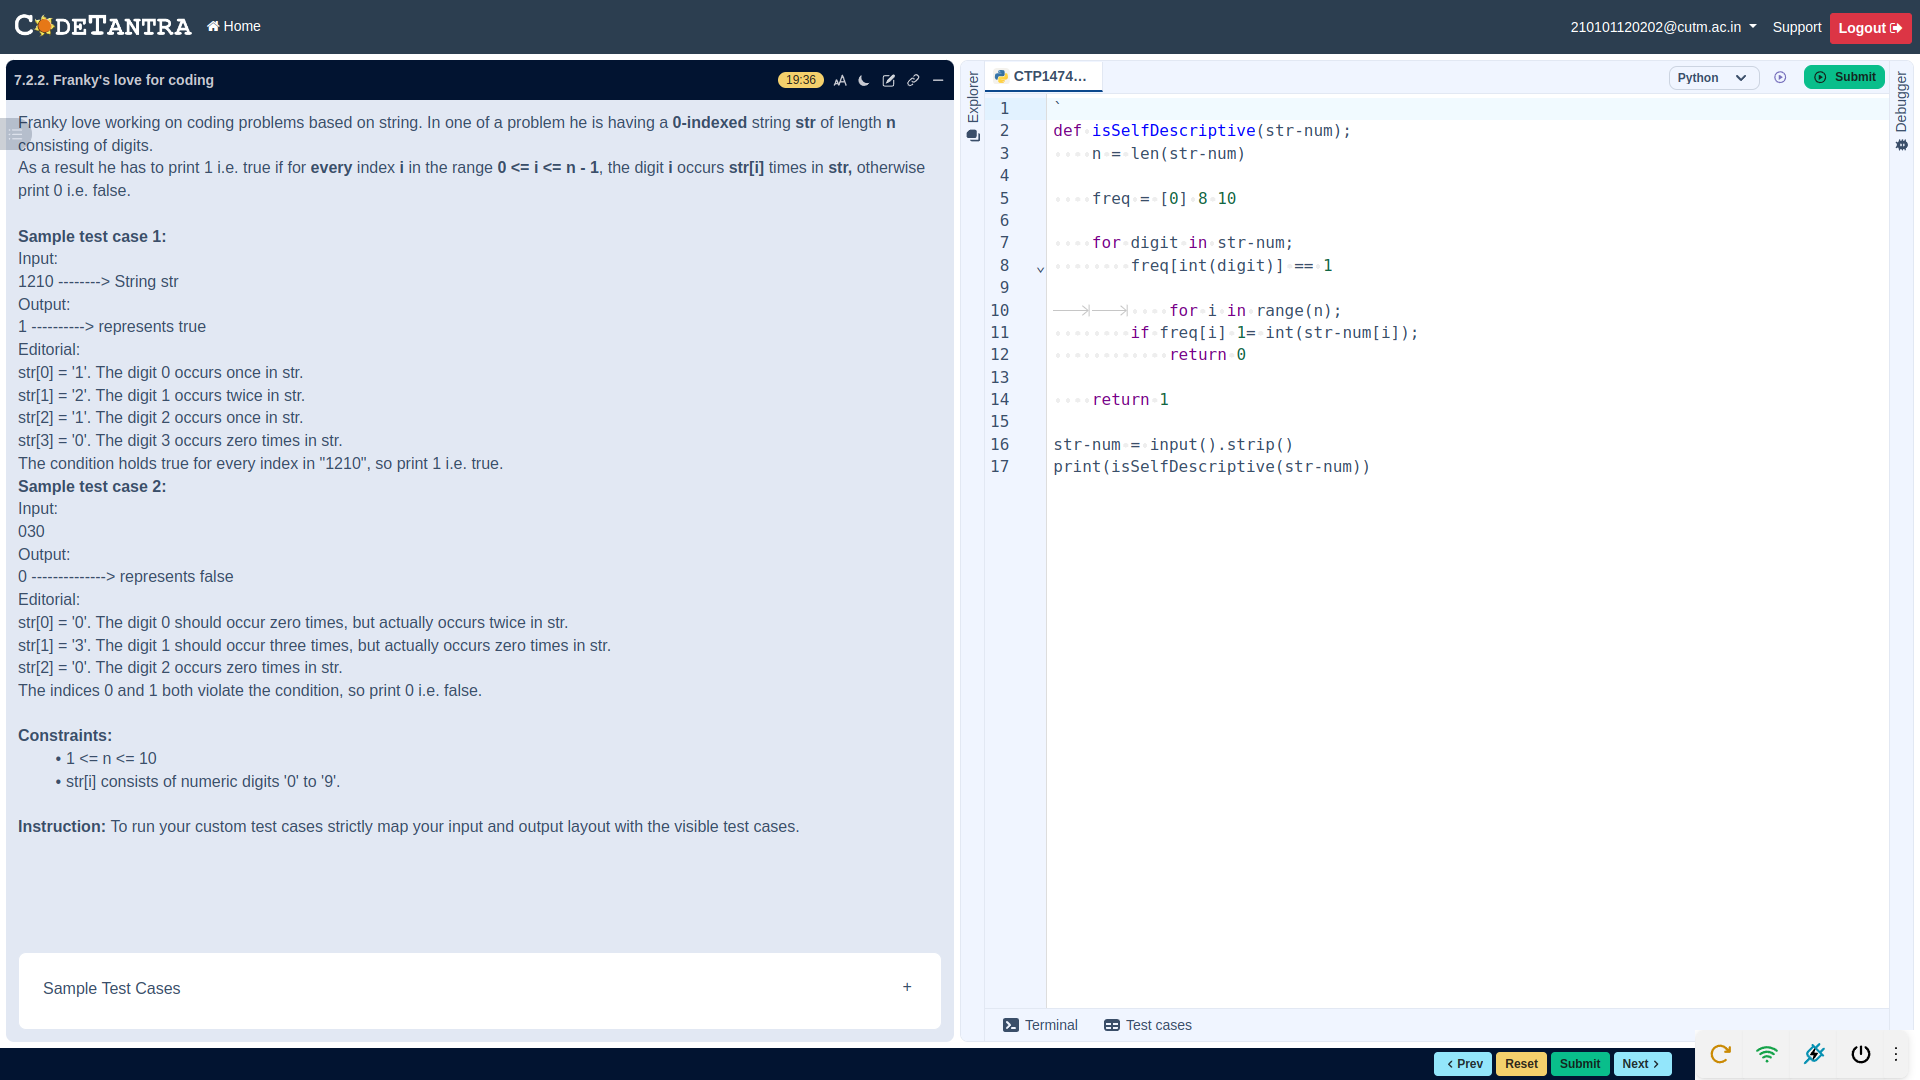 CODETANTRA
Home
210101120202@cutm.ac.in
Support
Logout
7.2.2. Franky's love for coding
19:36
AA
Franky love working on coding problems based on string. In one of a problem he is having a 0-indexed string str of length n
consisting of digits.
As a result he has to print 1 i.e. true if for every index i in the range 0 <= i <= n - 1, the digit i occurs str[i] times in str, otherwise
print 0 i.e. false.
Sample test case 1:
Input:
1210 --------> String str
Output:
1 ----------> represents true
Editorial:
str[0] = '1'. The digit 0 occurs once in str.
str[1] = '2'. The digit 1 occurs twice in str.
str[2] = '1'. The digit 2 occurs once in str.
str[3] = '0'. The digit 3 occurs zero times in str.
The condition holds true for every index in "1210", so print 1 i.e. true.
Sample test case 2:
Input:
030
Output:
0 --------------> represents false
Editorial:
str[0] = '0'. The digit 0 should occur zero times, but actually occurs twice in str.
str[1] = '3'. The digit 1 should occur three times, but actually occurs zero times in str.
str[2] = '0'. The digit 2 occurs zero times in str.
The indices 0 and 1 both violate the condition, so print 0 i.e. false.
Constraints:
• 1 <= n <= 10
• str[i] consists of numeric digits '0' to '9'.
Instruction: To run your custom test cases strictly map your input and output layout with the visible test cases.
Sample Test Cases
+
Explorer
CTP1474...
Python
Submit
Debugger
1 `
2 def isSelfDescriptive(str-num);
3     n = len(str-num)
4
5     freq = [0] 8 10
6
7     for digit in str-num;
8         freq[int(digit)] == 1
9
10             for i in range(n);
11         if freq[i] 1= int(str-num[i]);
12             return 0
13
14     return 1
15
16 str-num = input().strip()
17 print(isSelfDescriptive(str-num))
Terminal
Test cases
< Prev
Reset
Submit
Next >